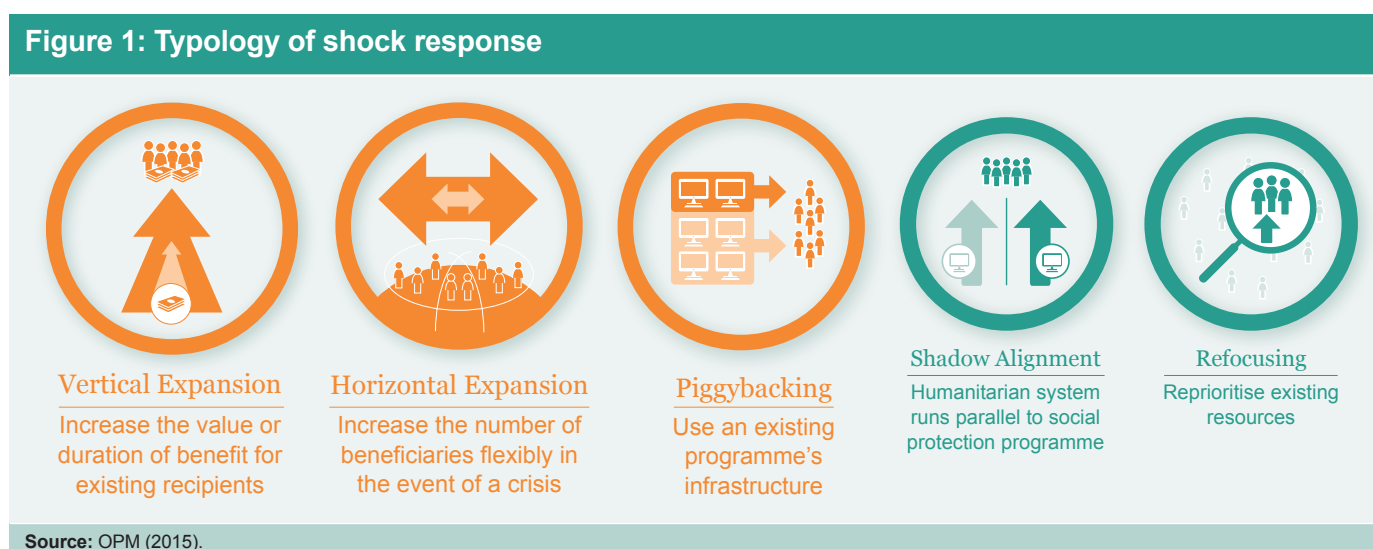 Figure 1: Typology of shock response
Vertical Expansion
Increase the value or
duration of benefit for
existing recipients
Horizontal Expansion
Increase the number of
beneficiaries flexibly in
the event of a crisis
Piggybacking
Use an existing
programme's
infrastructure
Shadow Alignment
Humanitarian system
runs parallel to social
protection programme
Refocusing
Reprioritise existing
resources
Source: OPM (2015).